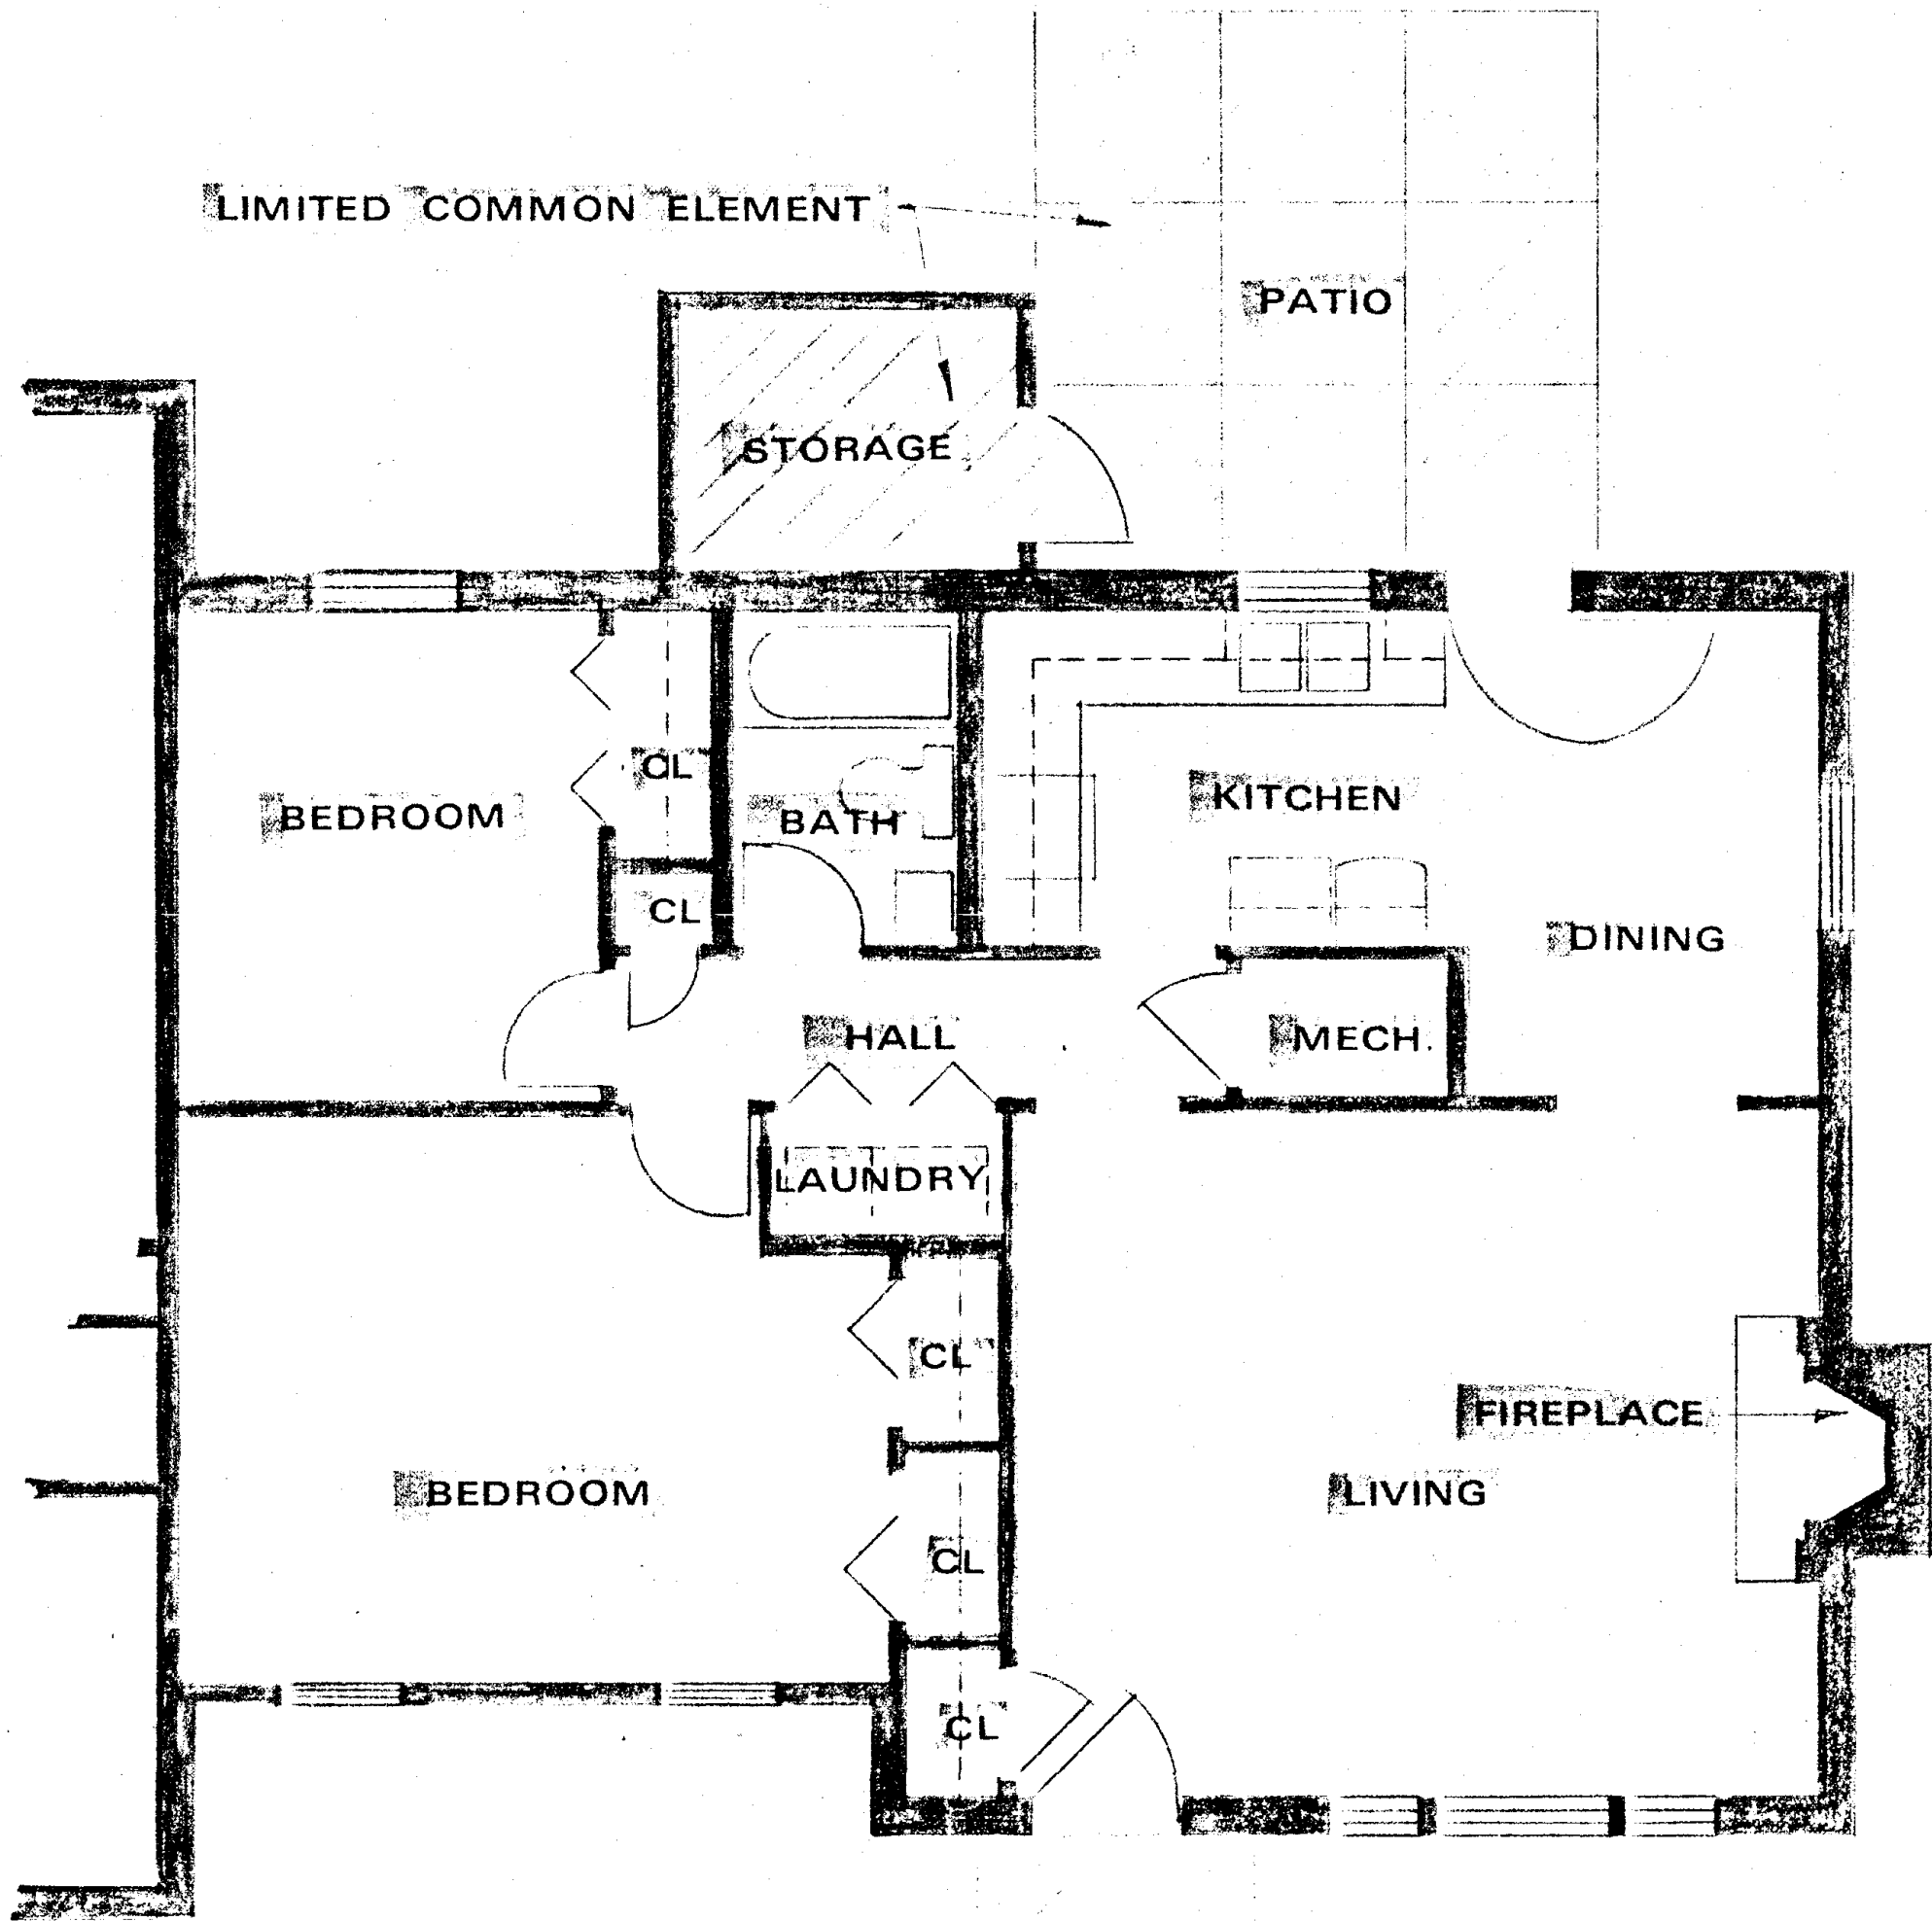 LIMITED COMMON ELEMENT
PATIO
STORAGE
CL
BEDROOM
BATH
KITCHEN
CL
DINING
HALL
MECH.
LAUNDRY
CL
FIREPLACE
BEDROOM
LIVING
CL
CL